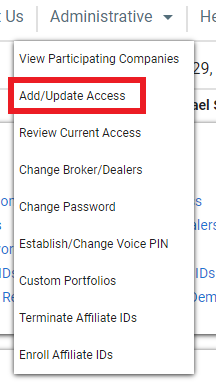 t Us Administrative He
View Participating Companies
29,
Add/Update Access
ael S
Review Current Access
Change Broker/Dealers
Change Password
Establish/Change Voice PIN
Custom Portfolios
Terminate Affiliate IDs
Enroll Affiliate IDs